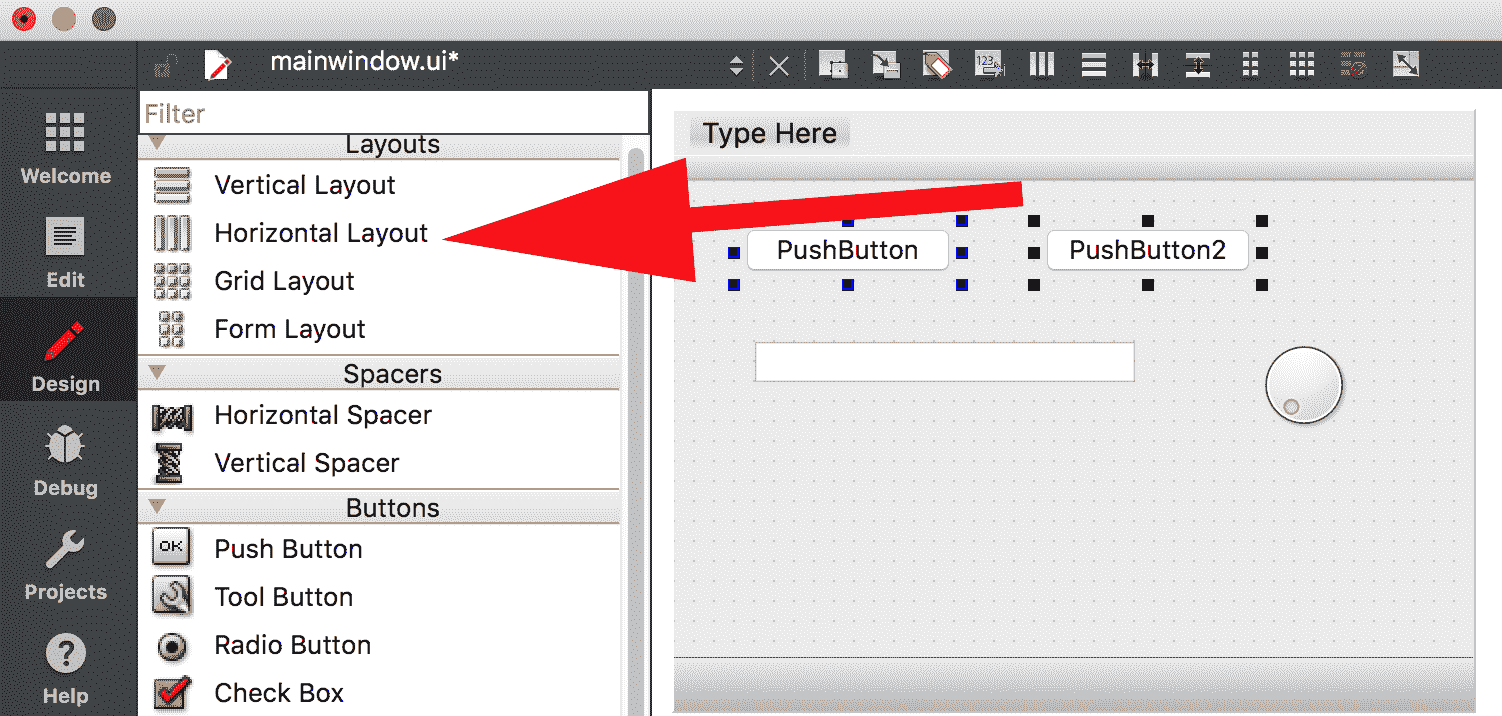 mainwindow.ui*
Filter
Layouts
Vertical Layout
Horizontal Layout
Grid Layout
Form Layout
Spacers
Horizontal Spacer
Vertical Spacer
Buttons
OK
Push Button
Tool Button
Radio Button
Check Box
Welcome
Edit
Design
Debug
Projects
?
Help
123
Type Here
PushButton
PushButton2